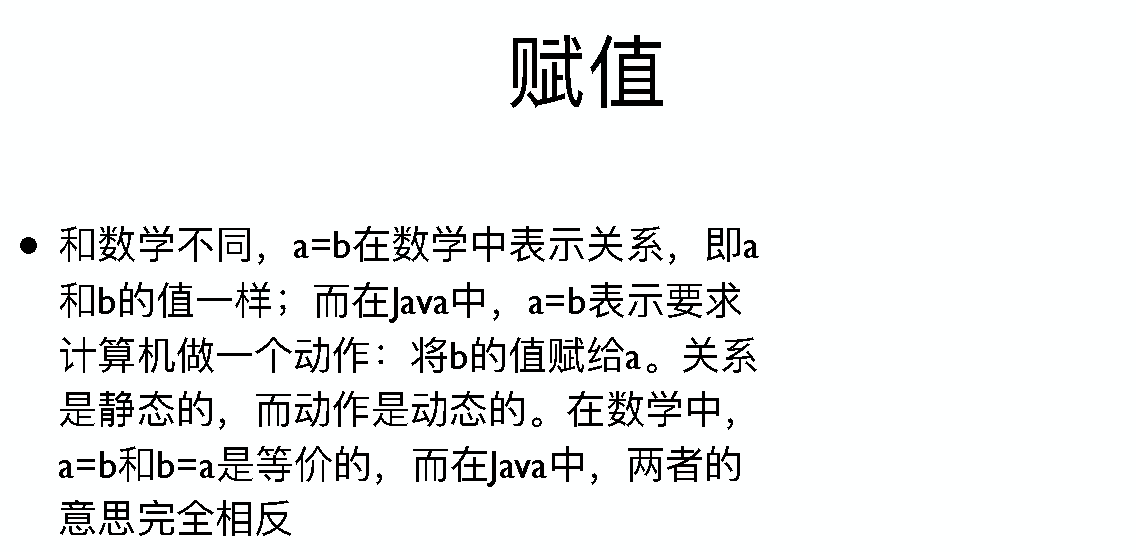 赋值
• 和数学不同，a=b在数学中表示关系，即a
和b的值一样；而在Java中，a=b表示要求
计算机做一个动作：将b的值赋给a。关系
是静态的，而动作是动态的。在数学中，
a=b和b=a是等价的，而在Java中，两者的
意思完全相反